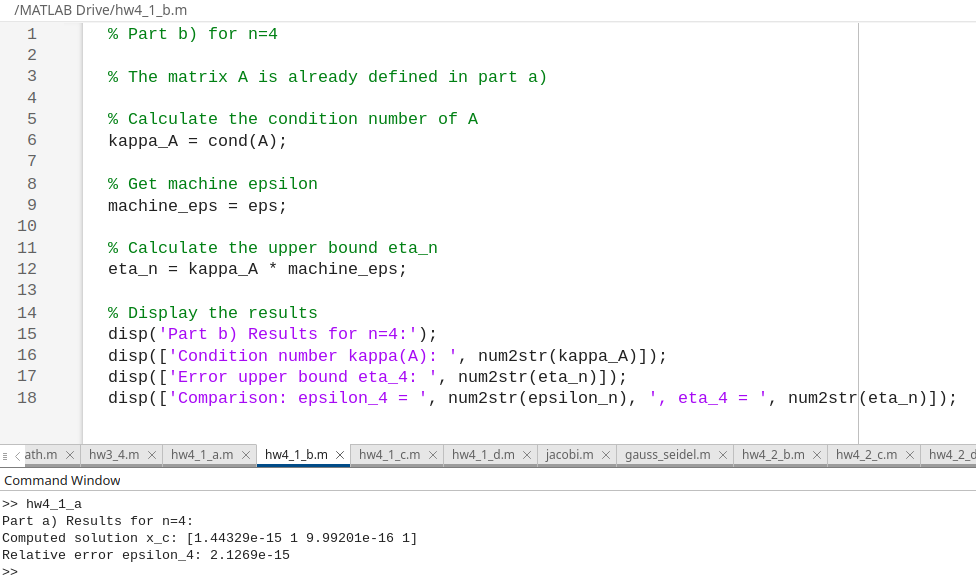 /MATLAB Drive/hw4_1_b.m
1 % Part b) for n=4
2
3 % The matrix A is already defined in part a)
4
5 % Calculate the condition number of A
6 kappa_A = cond(A);
7
8 % Get machine epsilon
9 machine_eps = eps;
10
11 % Calculate the upper bound eta_n
12 eta_n = kappa_A * machine_eps;
13
14 % Display the results
15 disp('Part b) Results for n=4:');
16 disp(['Condition number kappa(A): ', num2str(kappa_A)]);
17 disp(['Error upper bound eta_4: ', num2str(eta_n)]);
18 disp(['Comparison: epsilon_4 = ', num2str(epsilon_n), ', eta_4 = ', num2str(eta_n)]);
ath.m × hw3_4.m × hw4_1_a.m × hw4_1_b.m × hw4_1_c.m × hw4_1_d.m × jacobi.m × gauss_seidel.m × hw4_2_b.m × hw4_2_c.m × hw4_2_d
Command Window
>> hw4_1_a
Part a) Results for n=4:
Computed solution x_c: [1.44329e-15 1 9.99201e-16 1]
Relative error epsilon_4: 2.1269e-15
>>